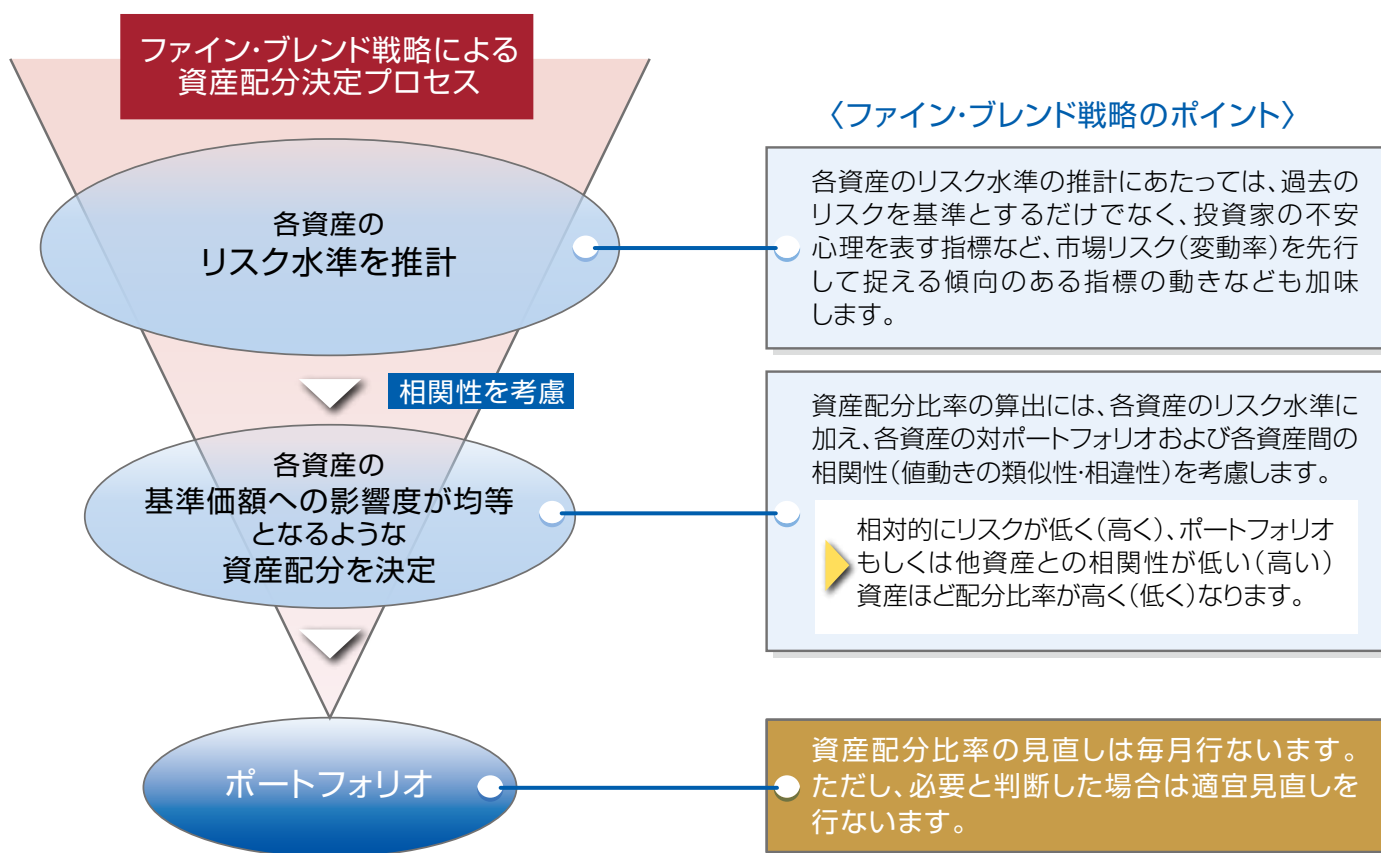 ファイン・ブレンド戦略による
資産配分決定プロセス
〈ファイン・ブレンド戦略のポイント〉
各資産の
リスク水準を推計
各資産のリスク水準の推計にあたっては、過去の
リスクを基準とするだけでなく、投資家の不安
心理を表す指標など、市場リスク(変動率)を先行
して捉える傾向のある指標の動きなども加味
します。
相関性を考慮
各資産の
基準価額への影響度が均等
となるような
資産配分を決定
資産配分比率の算出には、各資産のリスク水準に
加え、各資産の対ポートフォリオおよび各資産間の
相関性(値動きの類似性・相違性)を考慮します。
相対的にリスクが低く(高く)、ポートフォリオ
もしくは他資産との相関性が低い(高い)
資産ほど配分比率が高く(低く)なります。
ポートフォリオ
資産配分比率の見直しは毎月行ないます。
ただし、必要と判断した場合は適宜見直しを
行ないます。